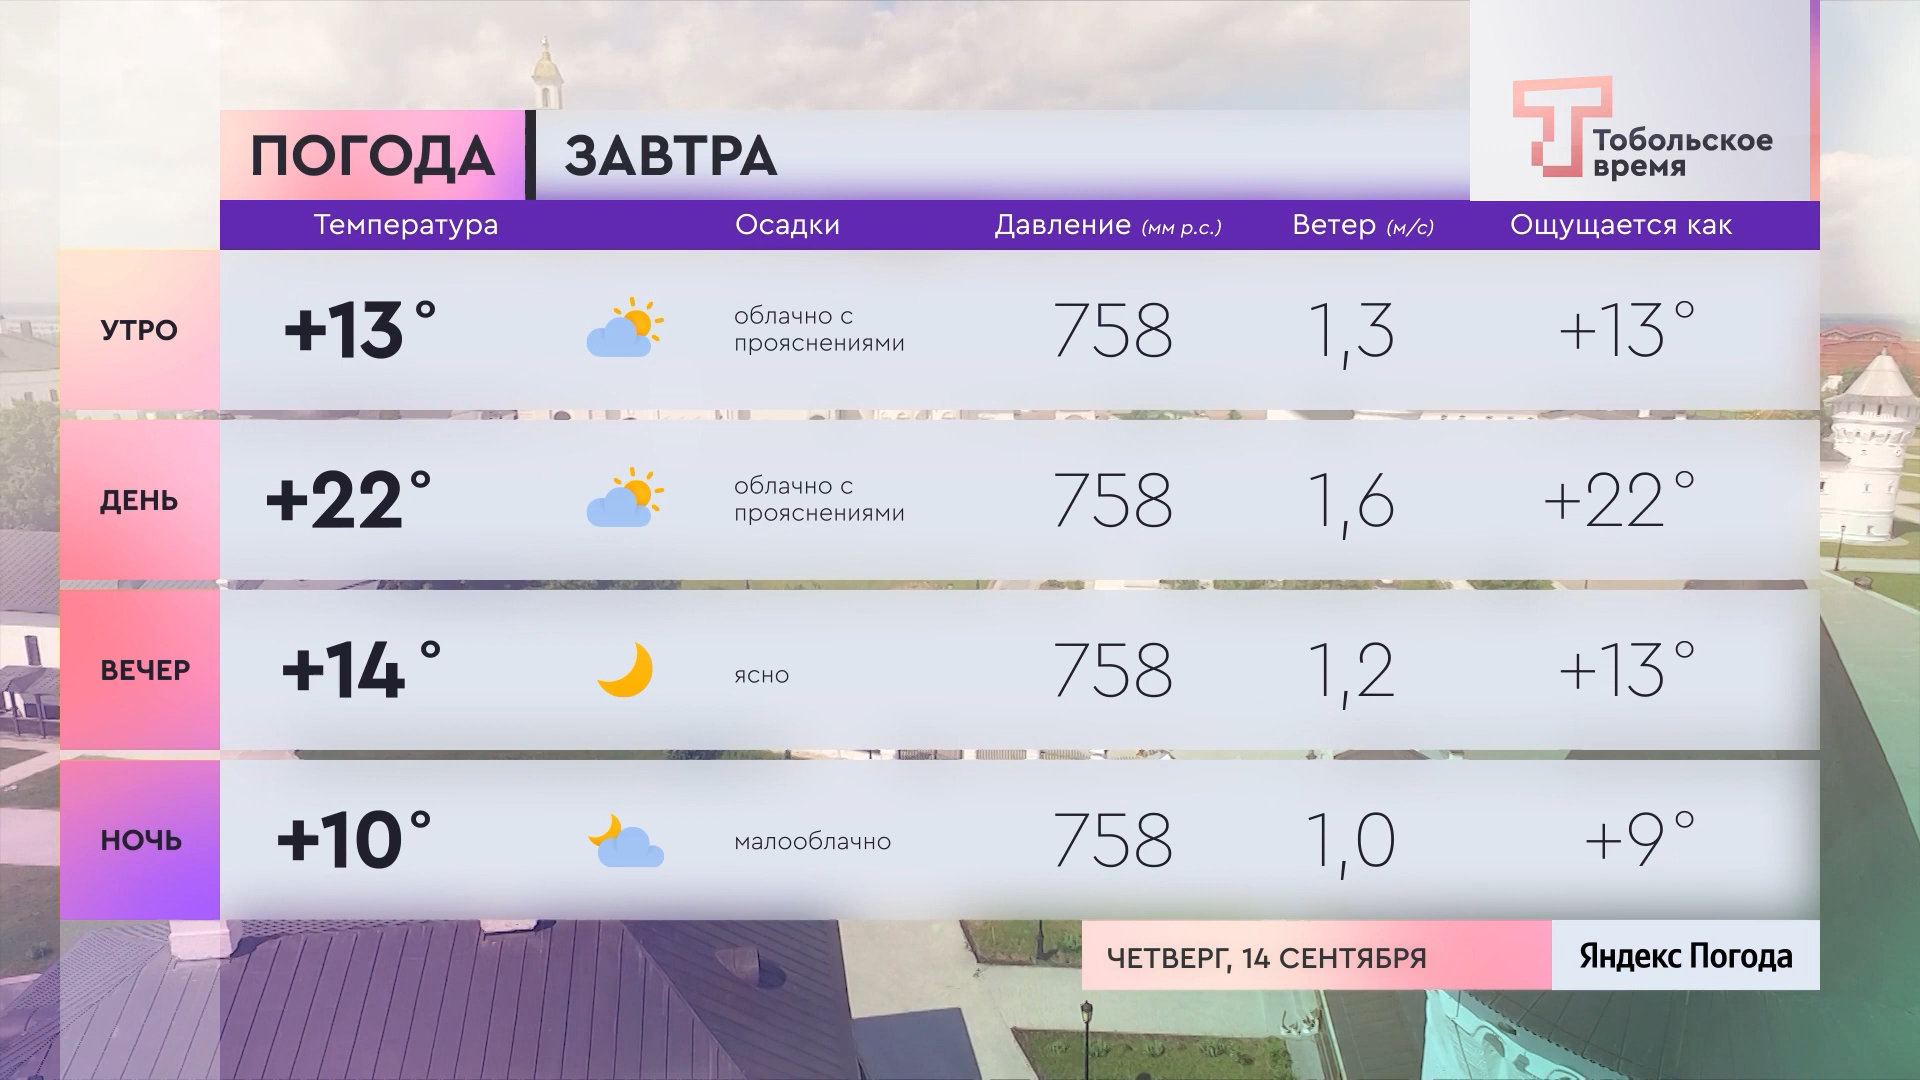 ПОГОДА ЗАВТРА
Тобольское
время
Температура Осадки Давление (мм р.с.) Ветер (м/с) Ощущается как
УТРО +13° облачно с
прояснениями 758 1,3 +13°
ДЕНЬ +22° облачно с
прояснениями 758 1,6 +22°
ВЕЧЕР +14° ясно 758 1,2 +13°
НОЧЬ +10° малооблачно 758 1,0 +9°
ЧЕТВЕРГ, 14 СЕНТЯБРЯ Яндекс Погода